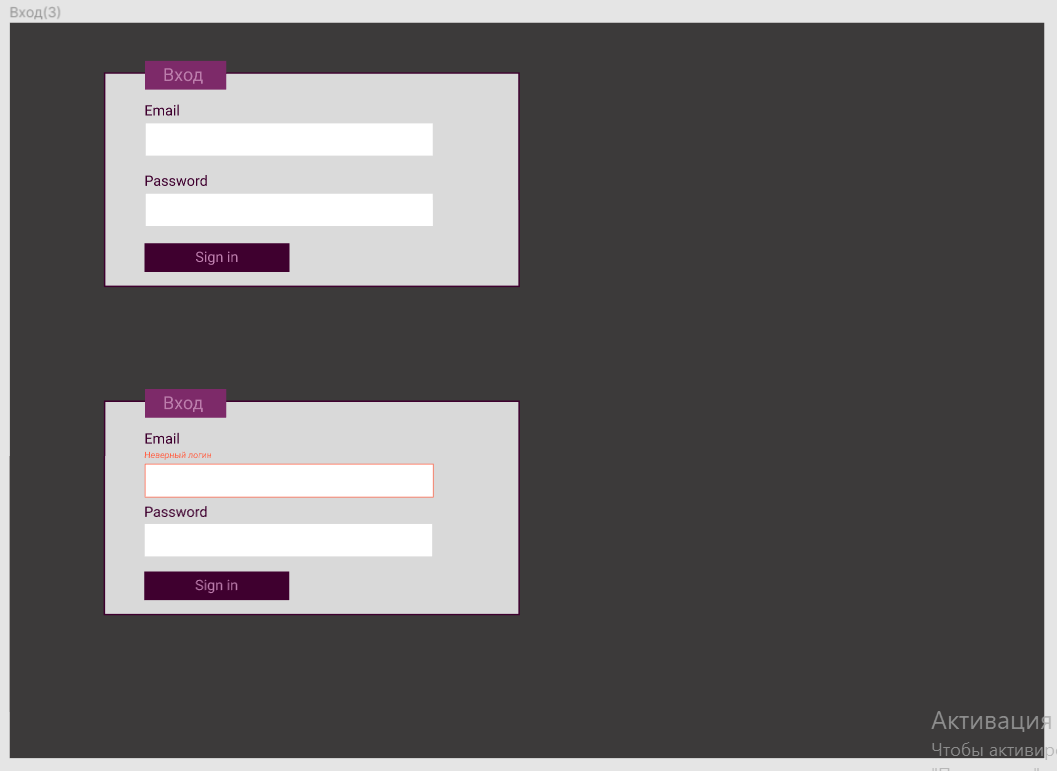 Вход(3)
Вход
Email
Password
Sign in
Вход
Email
Неверный логин
Password
Sign in
Активация
Чтобы активиро